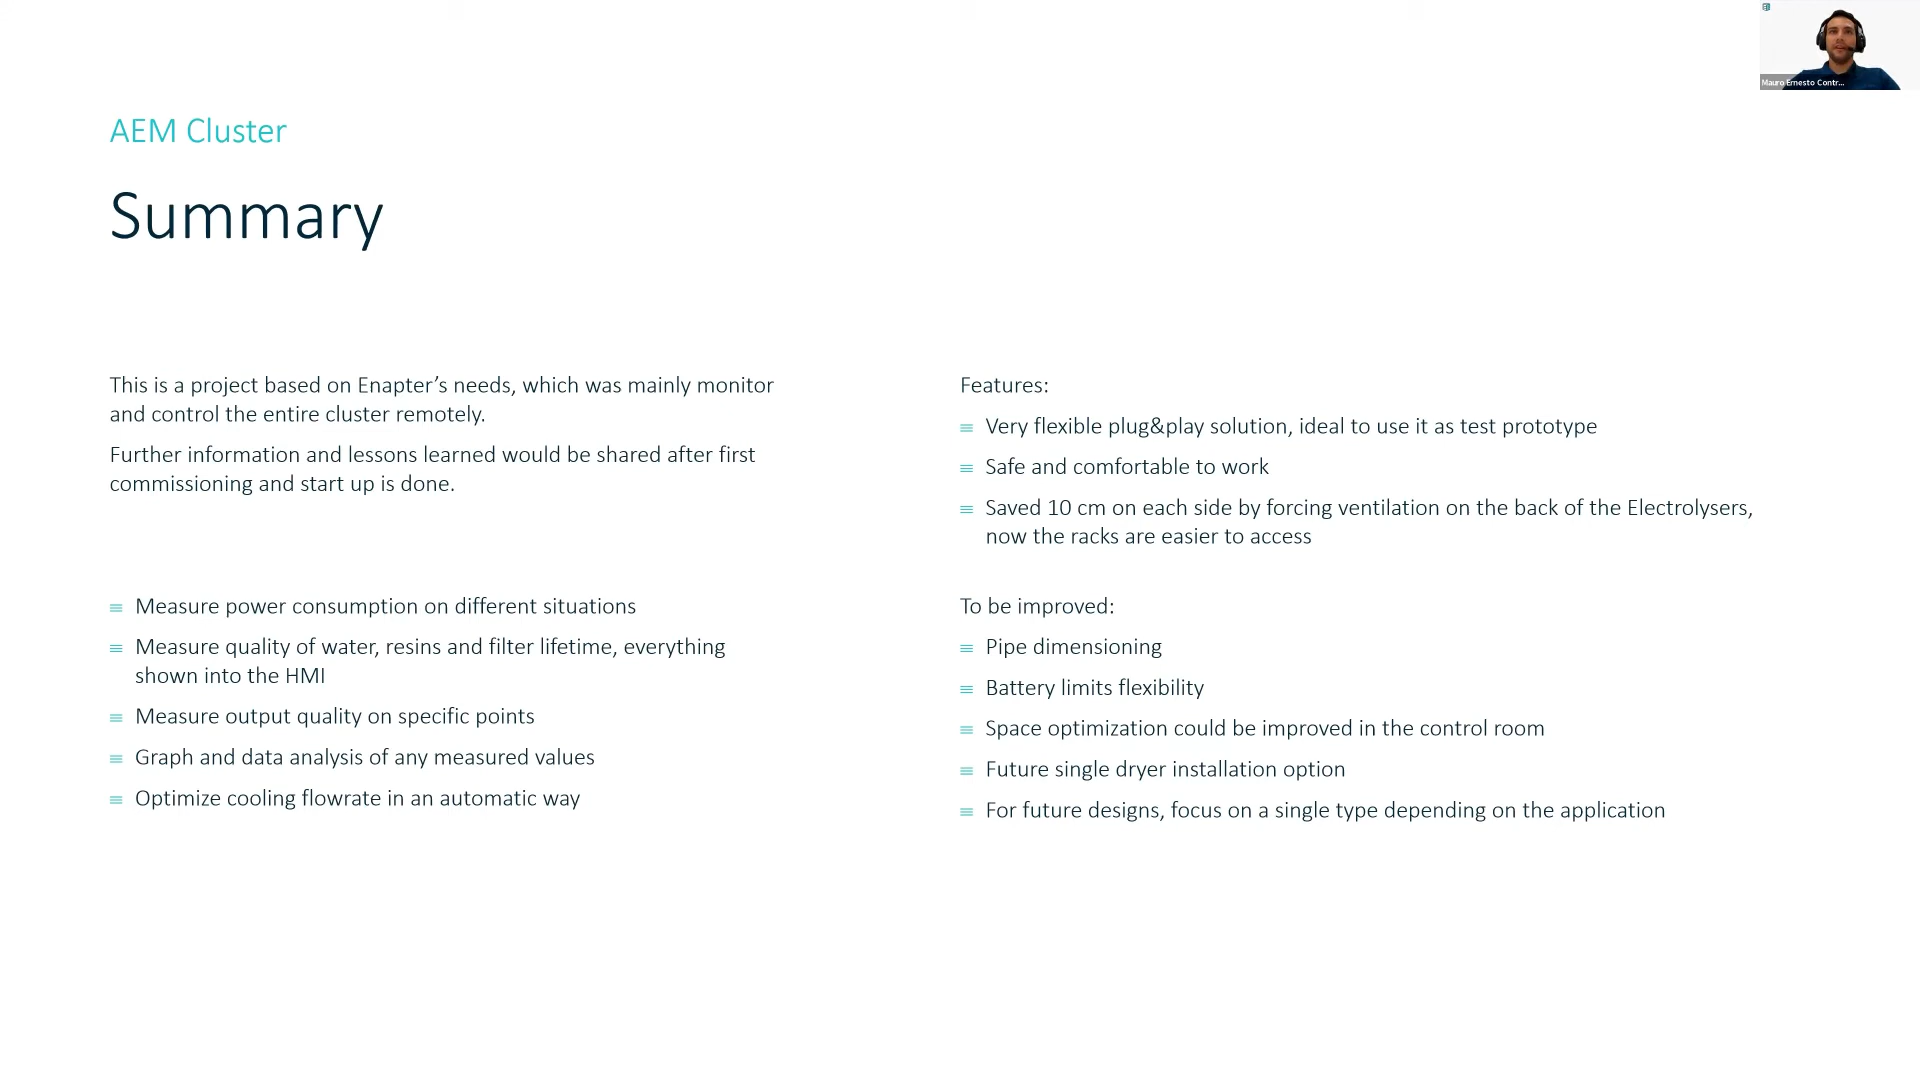 Mauro Ernesto Contr...
AEM Cluster
Summary
This is a project based on Enapter’s needs, which was mainly monitor
and control the entire cluster remotely.
Further information and lessons learned would be shared after first
commissioning and start up is done.
Measure power consumption on different situations
Measure quality of water, resins and filter lifetime, everything
shown into the HMI
Measure output quality on specific points
Graph and data analysis of any measured values
Optimize cooling flowrate in an automatic way
Features:
Very flexible plug&play solution, ideal to use it as test prototype
Safe and comfortable to work
Saved 10 cm on each side by forcing ventilation on the back of the Electrolysers,
now the racks are easier to access
To be improved:
Pipe dimensioning
Battery limits flexibility
Space optimization could be improved in the control room
Future single dryer installation option
For future designs, focus on a single type depending on the application